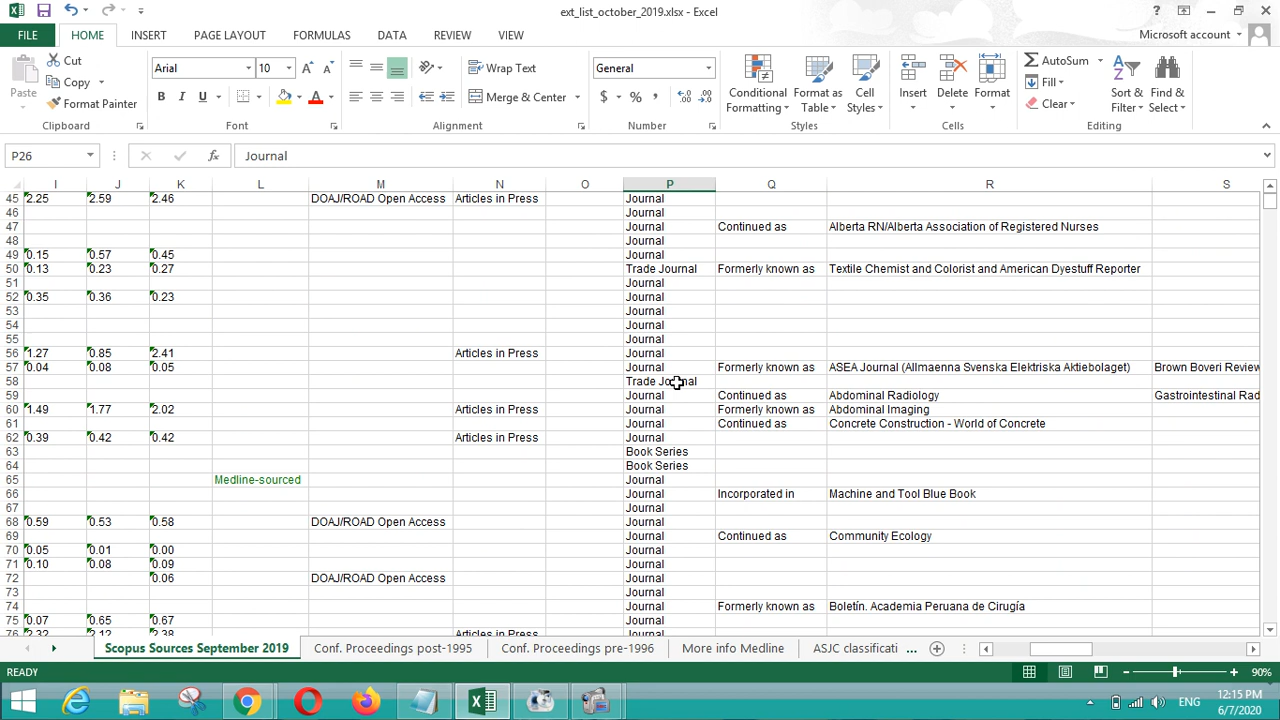 ext_list_october_2019.xlsx - Excel
FILE HOME INSERT PAGE LAYOUT FORMULAS DATA REVIEW VIEW Microsoft account
Cut
Copy
Format Painter
Paste
Clipboard
Arial 10
B I U
Font
Wrap Text
Merge & Center
Alignment
General
$ % ,
Number
Conditional Formatting
Format as Table
Cell Styles
Styles
Insert Delete Format
Cells
AutoSum
Fill
Clear
Sort & Filter
Find & Select
Editing
P26 fx Journal
I J K L M N O P Q R S
45 2.25 2.59 2.46 DOAJ/ROAD Open Access Articles in Press Journal
46 Journal
47 Journal Continued as Alberta RN/Alberta Association of Registered Nurses
48 Journal
49 0.15 0.57 0.45 Journal
50 0.13 0.23 0.27 Trade Journal Formerly known as Textile Chemist and Colorist and American Dyestuff Reporter
51 Journal
52 0.35 0.36 0.23 Journal
53 Journal
54 Journal
55 Journal
56 1.27 0.85 2.41 Articles in Press Journal
57 0.04 0.08 0.05 Journal Formerly known as ASEA Journal (Allmaenna Svenska Elektriska Aktiebolaget) Brown Boveri Review
58 Trade Journal
59 Journal Continued as Abdominal Radiology Gastrointestinal Rad
60 1.49 1.77 2.02 Articles in Press Journal Formerly known as Abdominal Imaging
61 Journal Continued as Concrete Construction - World of Concrete
62 0.39 0.42 0.42 Articles in Press Journal
63 Book Series
64 Book Series
65 Medline-sourced Journal
66 Journal Incorporated in Machine and Tool Blue Book
67 Journal
68 0.59 0.53 0.58 DOAJ/ROAD Open Access Journal
69 Journal Continued as Community Ecology
70 0.05 0.01 0.00 Journal
71 0.10 0.08 0.09 Journal
72 0.06 DOAJ/ROAD Open Access Journal
73 Journal
74 Journal Formerly known as Boletín. Academia Peruana de Cirugía
75 0.07 0.65 0.67 Journal
76 2.32 2.12 2.38 Articles in Press Journal
Scopus Sources September 2019 Conf. Proceedings post-1995 Conf. Proceedings pre-1996 More info Medline ASJC classificati ...
READY 90%
ENG 12:15 PM
6/7/2020